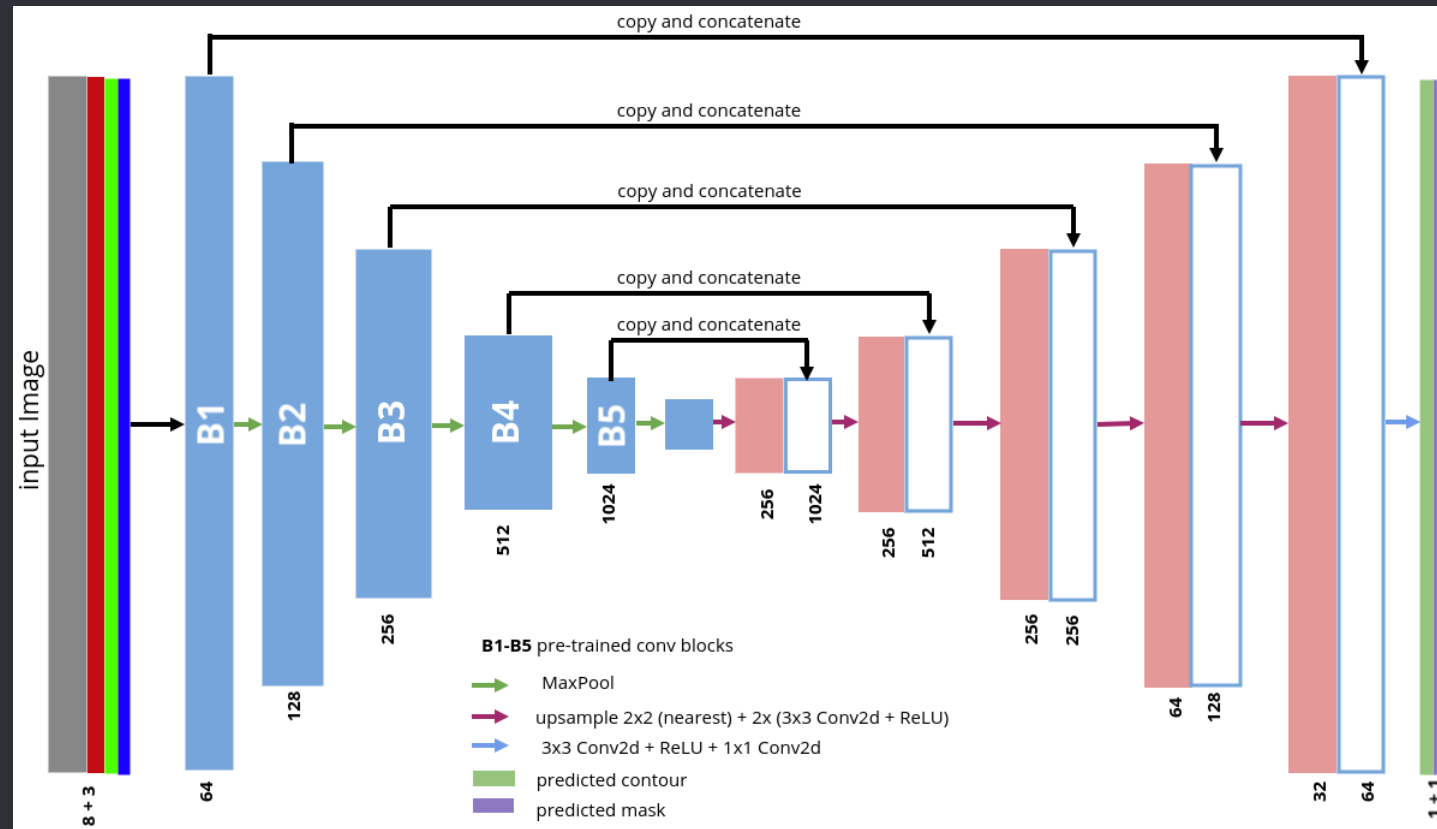 copy and concatenate
copy and concatenate
copy and concatenate
copy and concatenate
copy and concatenate
input Image
B1
B2
B3
B4
B5
8 + 3
64
128
256
512
1024
256
1024
256
512
256
256
64
128
32
64
1 + 1
B1-B5 pre-trained conv blocks
MaxPool
upsample 2x2 (nearest) + 2x (3x3 Conv2d + ReLU)
3x3 Conv2d + ReLU + 1x1 Conv2d
predicted contour
predicted mask